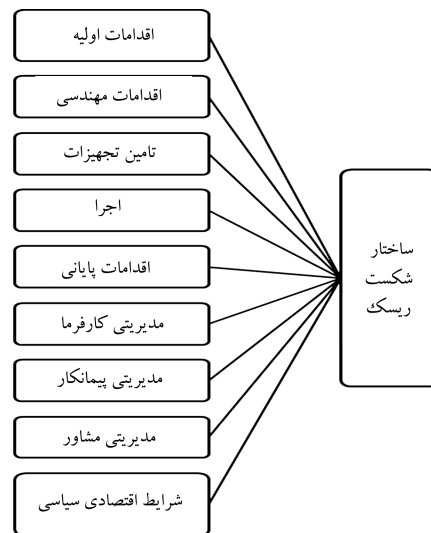 اقدامات اولیه
اقدامات مهندسی
تامین تجهیزات
اجرا
اقدامات پایانی
مدیریتی کارفرما
مدیریتی پیمانکار
مدیریتی مشاور
شرایط اقتصادی سیاسی
ساختار
شکست
ریسک